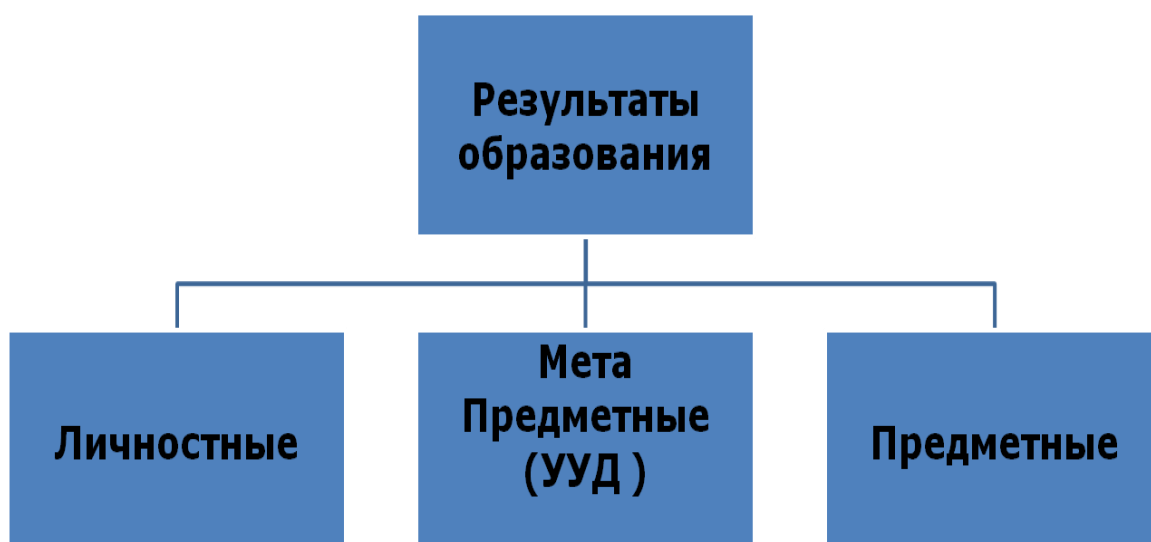 Результаты
образования
Личностные
Мета
Предметные
(УУД )
Предметные